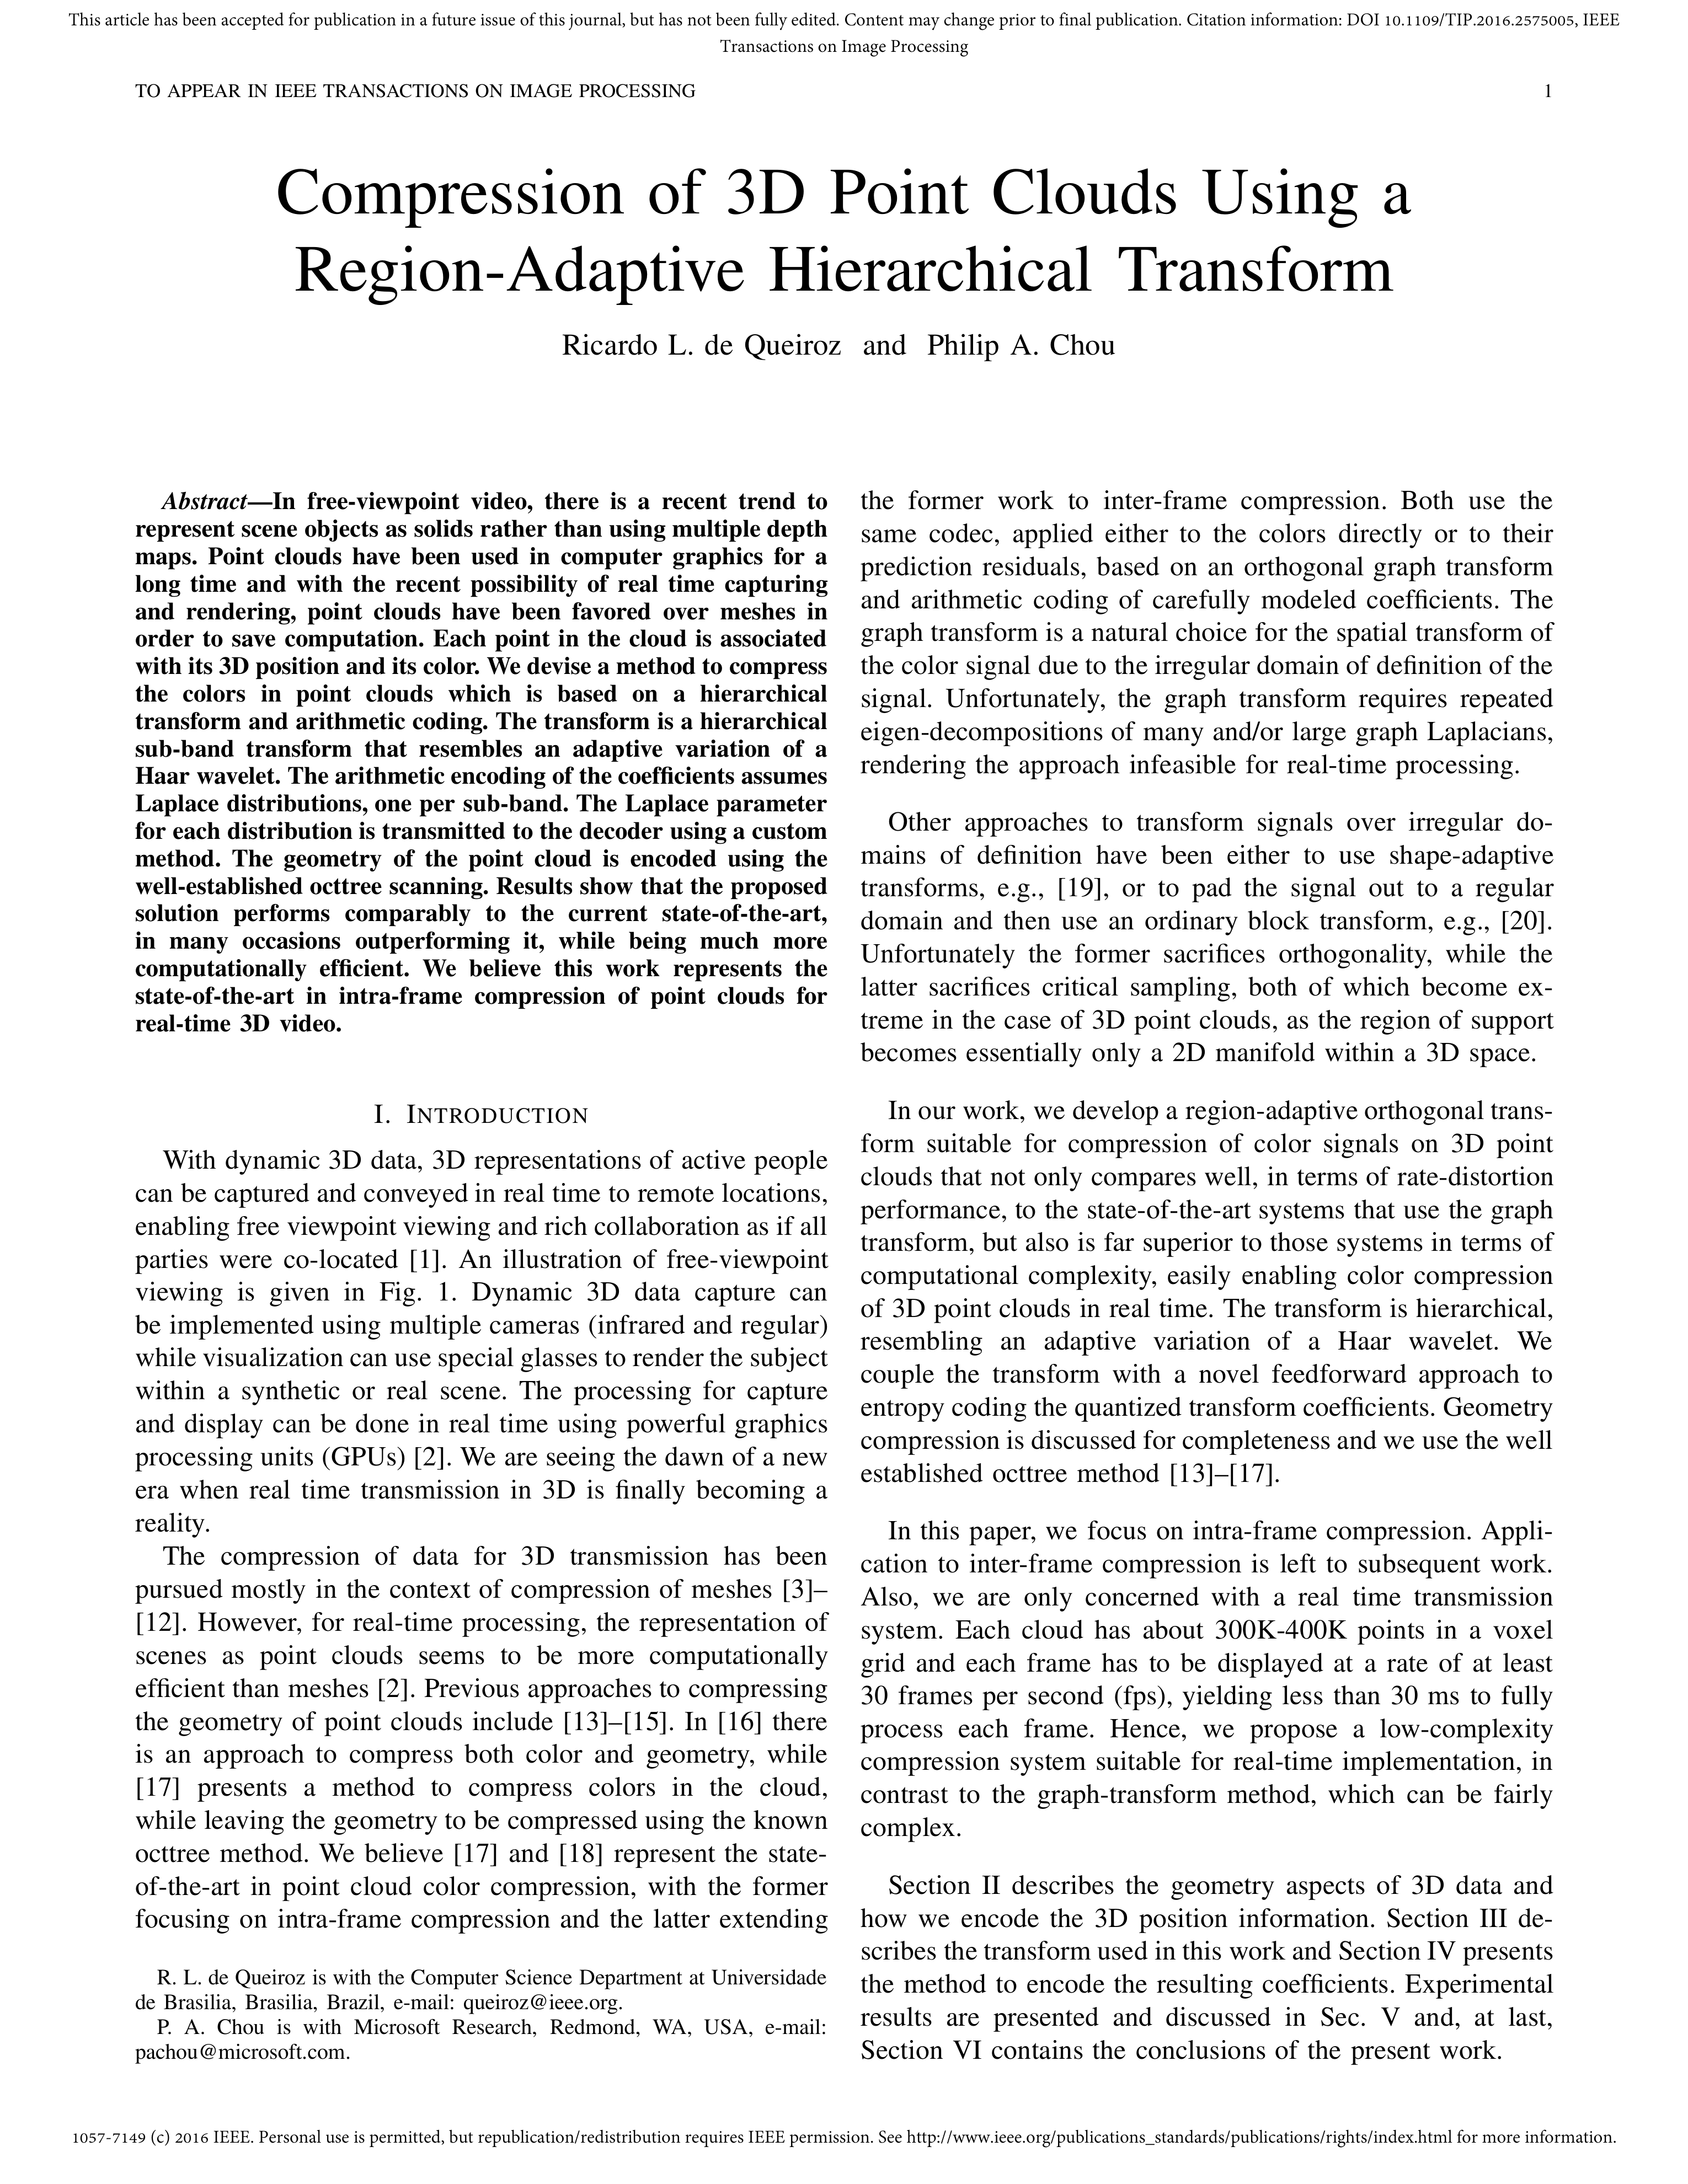 This article has been accepted for publication in a future issue of this journal, but has not been fully edited. Content may change prior to final publication. Citation information: DOI 10.1109/TIP.2016.2575005, IEEE
Transactions on Image Processing
TO APPEAR IN IEEE TRANSACTIONS ON IMAGE PROCESSING 1
Compression of 3D Point Clouds Using a
Region-Adaptive Hierarchical Transform
Ricardo L. de Queiroz and Philip A. Chou
Abstract—In free-viewpoint video, there is a recent trend to
represent scene objects as solids rather than using multiple depth
maps. Point clouds have been used in computer graphics for a
long time and with the recent possibility of real time capturing
and rendering, point clouds have been favored over meshes in
order to save computation. Each point in the cloud is associated
with its 3D position and its color. We devise a method to compress
the colors in point clouds which is based on a hierarchical
transform and arithmetic coding. The transform is a hierarchical
sub-band transform that resembles an adaptive variation of a
Haar wavelet. The arithmetic encoding of the coefficients assumes
Laplace distributions, one per sub-band. The Laplace parameter
for each distribution is transmitted to the decoder using a custom
method. The geometry of the point cloud is encoded using the
well-established octtree scanning. Results show that the proposed
solution performs comparably to the current state-of-the-art,
in many occasions outperforming it, while being much more
computationally efficient. We believe this work represents the
state-of-the-art in intra-frame compression of point clouds for
real-time 3D video.
I. INTRODUCTION
With dynamic 3D data, 3D representations of active people
can be captured and conveyed in real time to remote locations,
enabling free viewpoint viewing and rich collaboration as if all
parties were co-located [1]. An illustration of free-viewpoint
viewing is given in Fig. 1. Dynamic 3D data capture can
be implemented using multiple cameras (infrared and regular)
while visualization can use special glasses to render the subject
within a synthetic or real scene. The processing for capture
and display can be done in real time using powerful graphics
processing units (GPUs) [2]. We are seeing the dawn of a new
era when real time transmission in 3D is finally becoming a
reality.
The compression of data for 3D transmission has been
pursued mostly in the context of compression of meshes [3]–
[12]. However, for real-time processing, the representation of
scenes as point clouds seems to be more computationally
efficient than meshes [2]. Previous approaches to compressing
the geometry of point clouds include [13]–[15]. In [16] there
is an approach to compress both color and geometry, while
[17] presents a method to compress colors in the cloud,
while leaving the geometry to be compressed using the known
octtree method. We believe [17] and [18] represent the state-
of-the-art in point cloud color compression, with the former
focusing on intra-frame compression and the latter extending
R. L. de Queiroz is with the Computer Science Department at Universidade
de Brasilia, Brasilia, Brazil, e-mail: queiroz@ieee.org.
P. A. Chou is with Microsoft Research, Redmond, WA, USA, e-mail:
pachou@microsoft.com.
the former work to inter-frame compression. Both use the
same codec, applied either to the colors directly or to their
prediction residuals, based on an orthogonal graph transform
and arithmetic coding of carefully modeled coefficients. The
graph transform is a natural choice for the spatial transform of
the color signal due to the irregular domain of definition of the
signal. Unfortunately, the graph transform requires repeated
eigen-decompositions of many and/or large graph Laplacians,
rendering the approach infeasible for real-time processing.
Other approaches to transform signals over irregular do-
mains of definition have been either to use shape-adaptive
transforms, e.g., [19], or to pad the signal out to a regular
domain and then use an ordinary block transform, e.g., [20].
Unfortunately the former sacrifices orthogonality, while the
latter sacrifices critical sampling, both of which become ex-
treme in the case of 3D point clouds, as the region of support
becomes essentially only a 2D manifold within a 3D space.
In our work, we develop a region-adaptive orthogonal trans-
form suitable for compression of color signals on 3D point
clouds that not only compares well, in terms of rate-distortion
performance, to the state-of-the-art systems that use the graph
transform, but also is far superior to those systems in terms of
computational complexity, easily enabling color compression
of 3D point clouds in real time. The transform is hierarchical,
resembling an adaptive variation of a Haar wavelet. We
couple the transform with a novel feedforward approach to
entropy coding the quantized transform coefficients. Geometry
compression is discussed for completeness and we use the well
established octtree method [13]–[17].
In this paper, we focus on intra-frame compression. Appli-
cation to inter-frame compression is left to subsequent work.
Also, we are only concerned with a real time transmission
system. Each cloud has about 300K-400K points in a voxel
grid and each frame has to be displayed at a rate of at least
30 frames per second (fps), yielding less than 30 ms to fully
process each frame. Hence, we propose a low-complexity
compression system suitable for real-time implementation, in
contrast to the graph-transform method, which can be fairly
complex.
Section II describes the geometry aspects of 3D data and
how we encode the 3D position information. Section III de-
scribes the transform used in this work and Section IV presents
the method to encode the resulting coefficients. Experimental
results are presented and discussed in Sec. V and, at last,
Section VI contains the conclusions of the present work.
1057-7149 (c) 2016 IEEE. Personal use is permitted, but republication/redistribution requires IEEE permission. See http://www.ieee.org/publications_standards/publications/rights/index.html for more information.